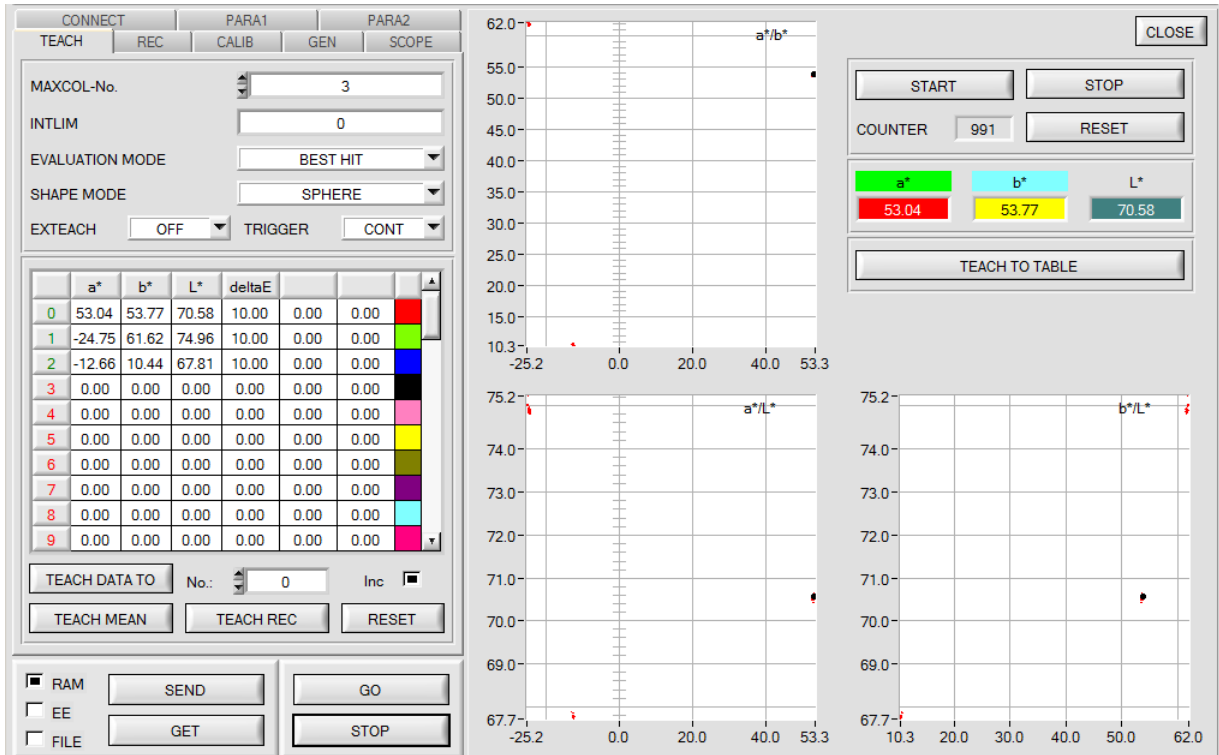 CONNECT PARA1 PARA2
TEACH REC CALIB GEN SCOPE
MAXCOL-No. 3
INTLIM 0
EVALUATION MODE BEST HIT
SHAPE MODE SPHERE
EXTEACH OFF TRIGGER CONT
a* b* L* deltaE
0 53.04 53.77 70.58 10.00 0.00 0.00
1 -24.75 61.62 74.96 10.00 0.00 0.00
2 -12.66 10.44 67.81 10.00 0.00 0.00
3 0.00 0.00 0.00 0.00 0.00 0.00
4 0.00 0.00 0.00 0.00 0.00 0.00
5 0.00 0.00 0.00 0.00 0.00 0.00
6 0.00 0.00 0.00 0.00 0.00 0.00
7 0.00 0.00 0.00 0.00 0.00 0.00
8 0.00 0.00 0.00 0.00 0.00 0.00
9 0.00 0.00 0.00 0.00 0.00 0.00
TEACH DATA TO No.: 0 Inc
TEACH MEAN TEACH REC RESET
RAM SEND GO
EE
FILE GET STOP
a*/b*
62.0
55.0
50.0
45.0
40.0
35.0
30.0
25.0
20.0
15.0
10.3
-25.2 0.0 20.0 40.0 53.3
CLOSE
START STOP
COUNTER 991 RESET
a* b* L*
53.04 53.77 70.58
TEACH TO TABLE
a*/L*
75.2
74.0
73.0
72.0
71.0
70.0
69.0
67.7
-25.2 0.0 20.0 40.0 53.3
b*/L*
75.2
74.0
73.0
72.0
71.0
70.0
69.0
67.7
10.3 20.0 30.0 40.0 50.0 62.0